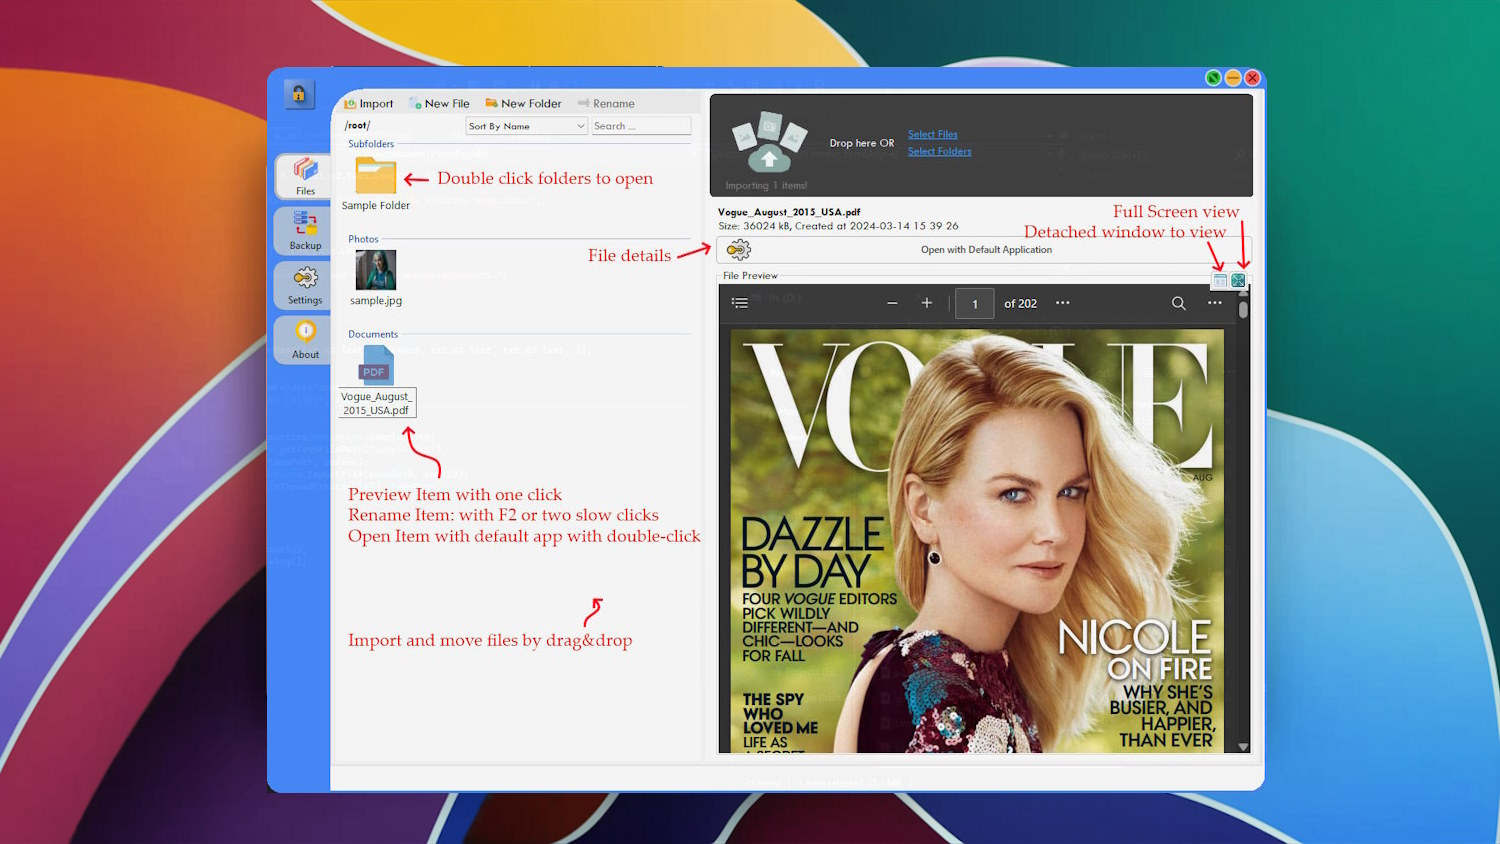 Import
New File
New Folder
Rename
/root/
Sort By Name
Search ...
Subfolders
Double click folders to open
Sample Folder
Photos
sample.jpg
Documents
PDF
Vogue_August_
2015_USA.pdf
Preview Item with one click
Rename Item: with F2 or two slow clicks
Open Item with default app with double-click
Import and move files by drag&drop
Files
Backup
Settings
About
Drop here OR
Select Files
Select Folders
Importing 1 items!
Vogue_August_2015_USA.pdf
Size: 36024 kB, Created at 2024-03-14 15 39 26
Full Screen view
Detached window to view
File details
Open with Default Application
File Preview
1 of 202
VOGUE
AUG
DAZZLE
BY DAY
FOUR VOGUE EDITORS
PICK WILDLY
DIFFERENT—AND
CHIC—LOOKS
FOR FALL
THE SPY
WHO
LOVED ME
LIFE AS
A SECRET
NICOLE
ON FIRE
WHY SHE'S
BUSIER, AND
HAPPIER,
THAN EVER